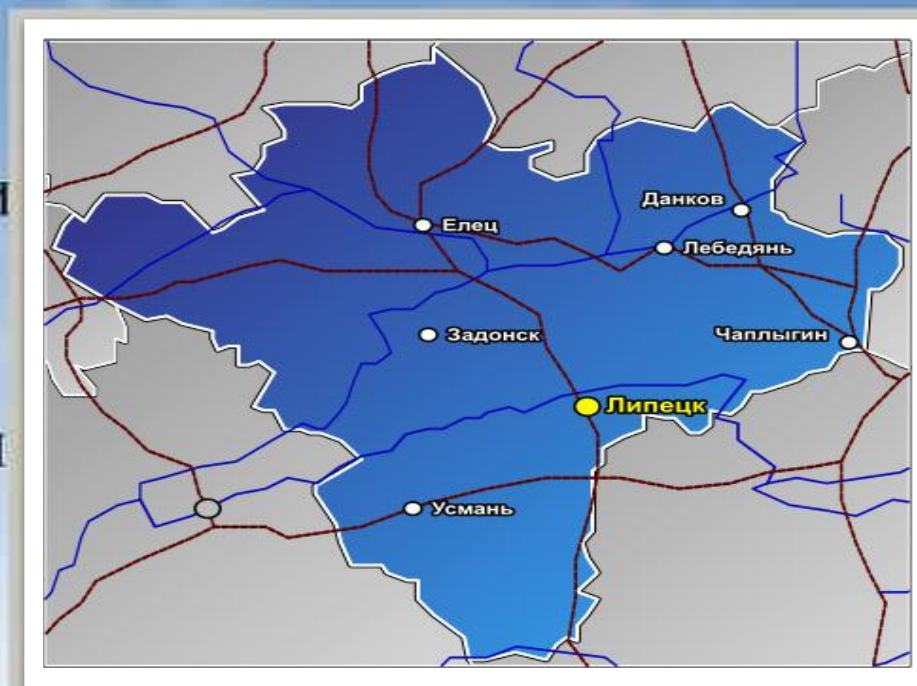 Данков
Елец
Лебедянь
Задонск
Чаплыгин
Липецк
Усмань